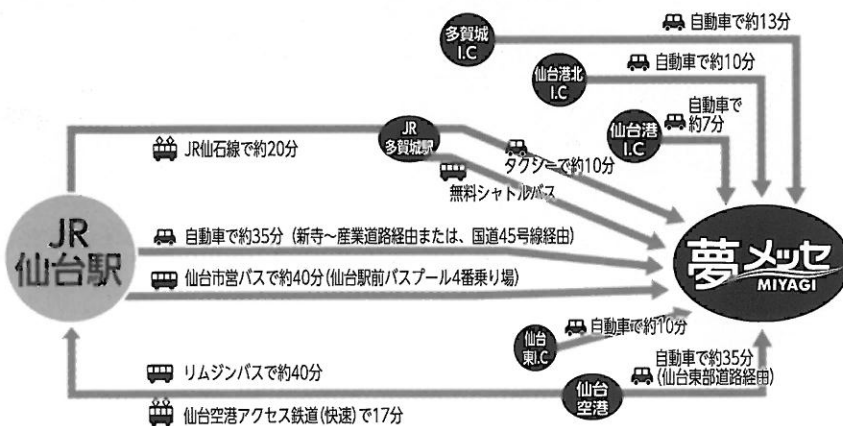 多賀城
I.C
自動車で約13分
仙台港北
I.C
自動車で約10分
仙台港
I.C
自動車で
約7分
JR仙石線で約20分
JR
多賀城駅
タクシーで約10分
無料シャトルバス
JR
仙台駅
自動車で約35分 (新寺～産業道路経由または、国道45号線経由)
仙台市営バスで約40分(仙台駅前バスプール4番乗り場)
夢メッセ
MIYAGI
仙台
東I.C
自動車で約10分
リムジンバスで約40分
仙台
空港
自動車で約35分
(仙台東部道路経由)
仙台空港アクセス鉄道(快速)で17分